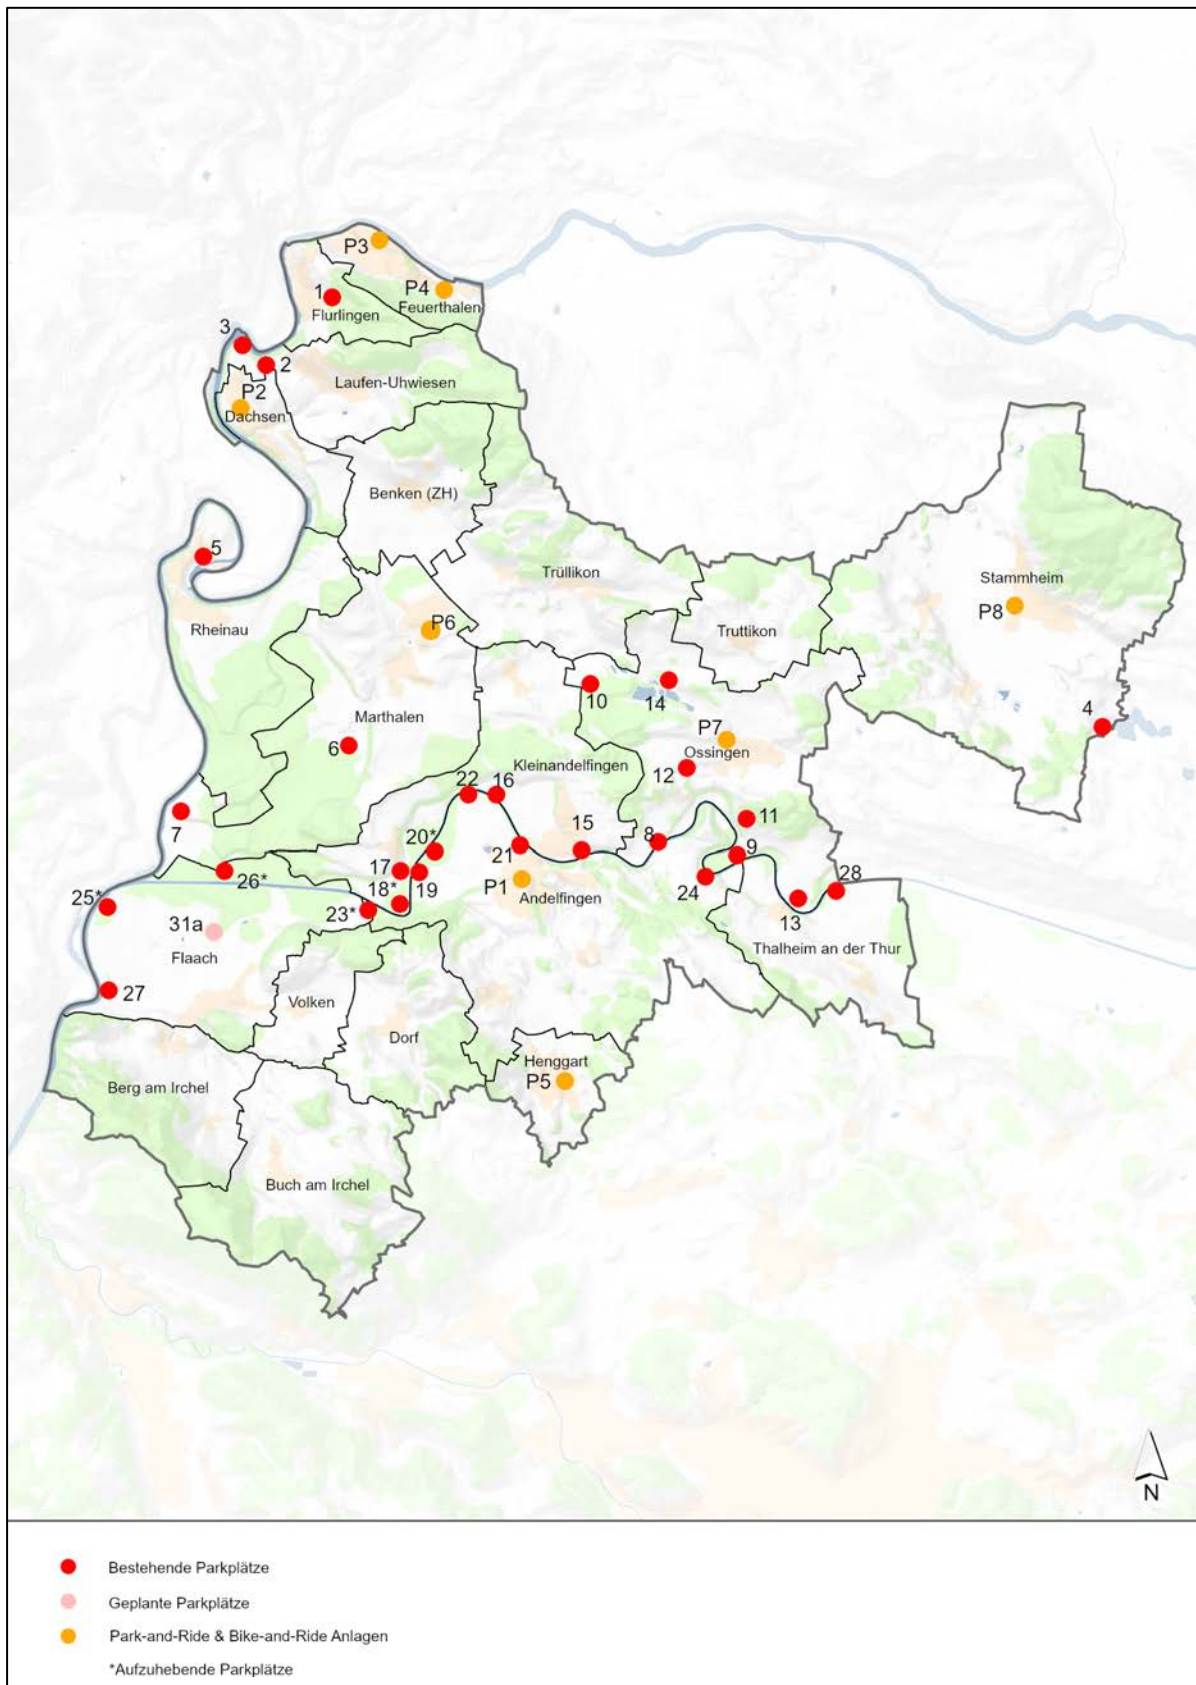 P3
P4
1
Flurlingen
Feuerthalen
3
2
Laufen-Uhwiesen
P2
Dachsen
Benken (ZH)
5
Trüllikon
Stammheim
P8
Rheinau
P6
Truttikon
10
14
Marthalen
4
6
P7
Ossingen
Kleinandelfingen
12
22
16
7
11
20*
21
15
8
9
17
26*
19
P1
24
28
18*
Andelfingen
13
25*
23*
31a
Flaach
Thalheim an der Thur
27
Volken
Dorf
Henggart
P5
Berg am Irchel
Buch am Irchel
N
Bestehende Parkplätze
Geplante Parkplätze
Park-and-Ride & Bike-and-Ride Anlagen
*Aufzuhebende Parkplätze